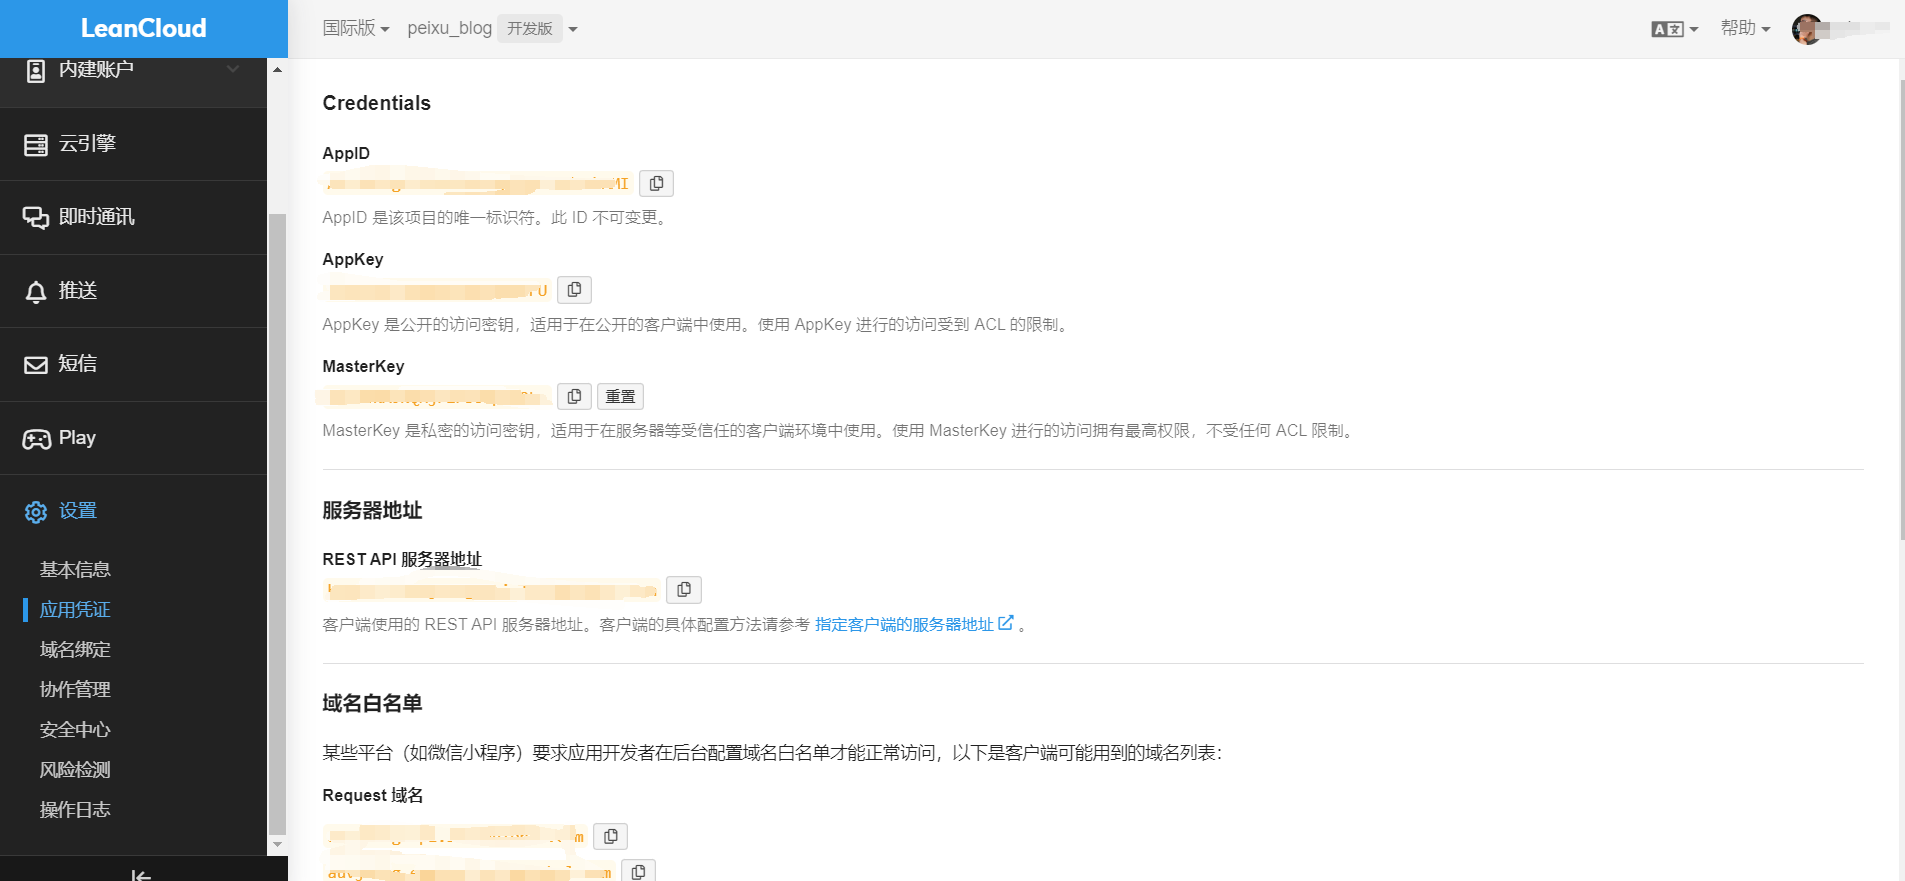 LeanCloud
国际版
peixu_blog 开发版
帮助
内建账户
云引擎
即时通讯
推送
短信
Play
设置
基本信息
应用凭证
域名绑定
协作管理
安全中心
风险检测
操作日志
Credentials
AppID
AppID 是该项目的唯一标识符。此 ID 不可变更。
AppKey
AppKey 是公开的访问密钥，适用于在公开的客户端中使用。使用 AppKey 进行的访问受到 ACL 的限制。
MasterKey
重置
MasterKey 是私密的访问密钥，适用于在服务器等受信任的客户端环境中使用。使用 MasterKey 进行的访问拥有最高权限，不受任何 ACL 限制。
服务器地址
REST API 服务器地址
客户端使用的 REST API 服务器地址。客户端的具体配置方法请参考 指定客户端的服务器地址 。
域名白名单
某些平台（如微信小程序）要求应用开发者在后台配置域名白名单才能正常访问，以下是客户端可能用到的域名列表：
Request 域名